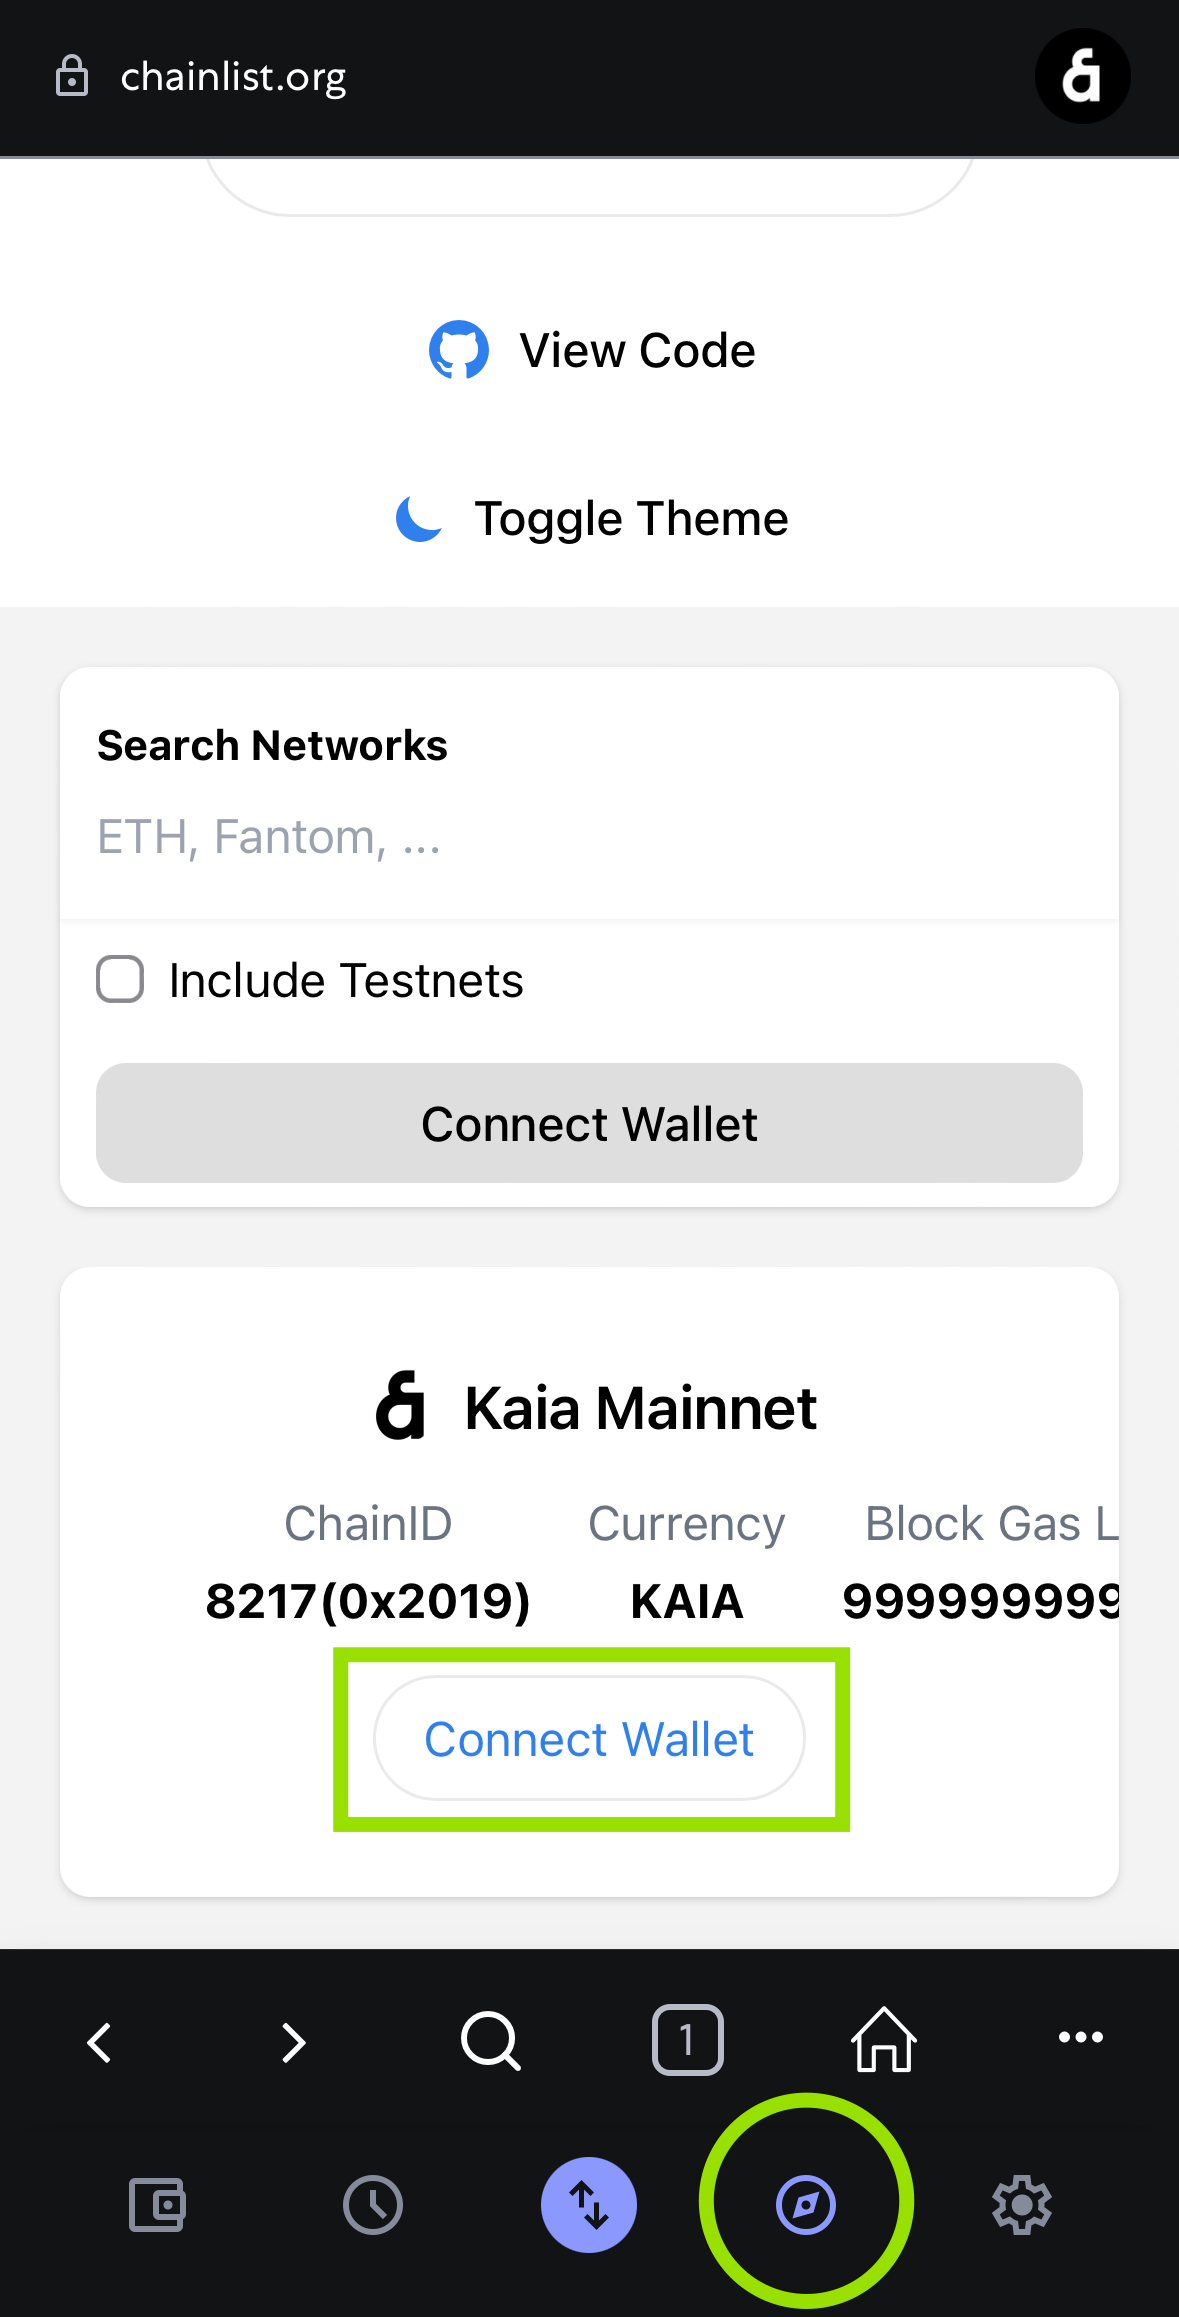 chainlist.org
View Code
Toggle Theme
Search Networks
ETH, Fantom, ...
Include Testnets
Connect Wallet
Kaia Mainnet
ChainID Currency Block Gas L
8217(0x2019) KAIA 999999999
Connect Wallet
1